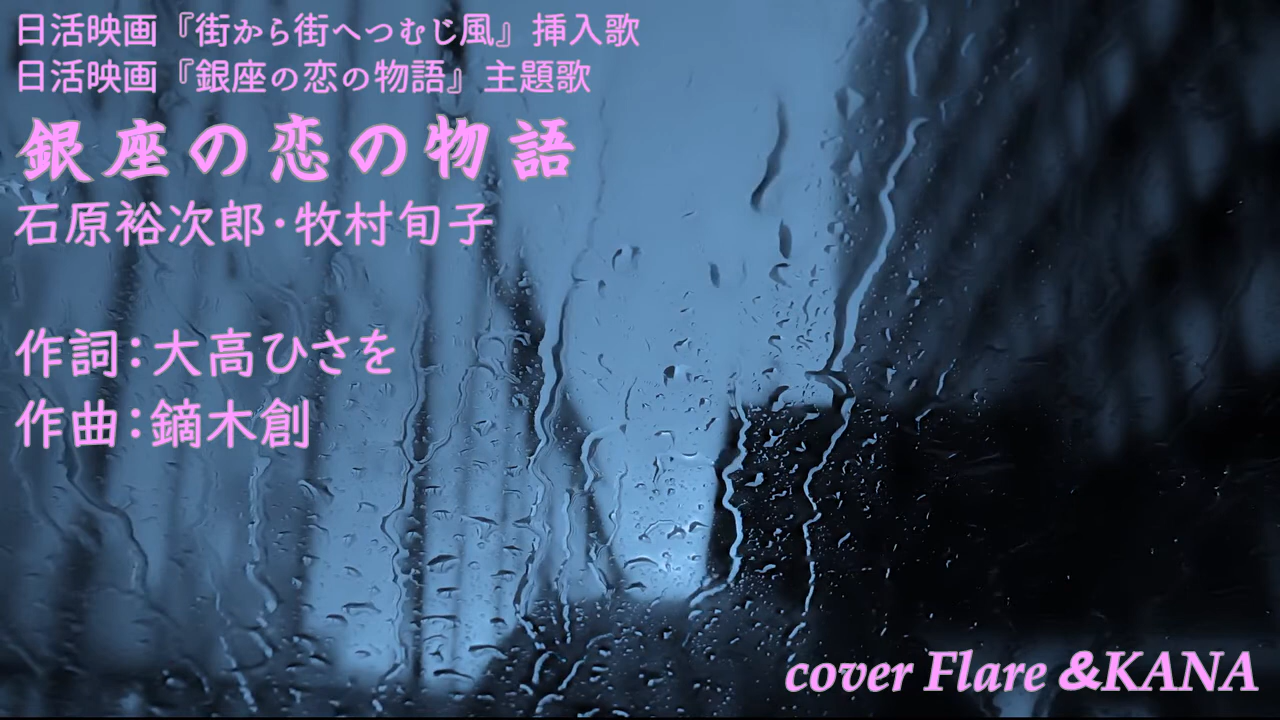 日活映画『街から街へつむじ風』挿入歌
日活映画『銀座の恋の物語』主題歌
銀座の恋の物語
石原裕次郎・牧村旬子
作詞：大高ひさを
作曲：鏑木創
cover Flare &KANA